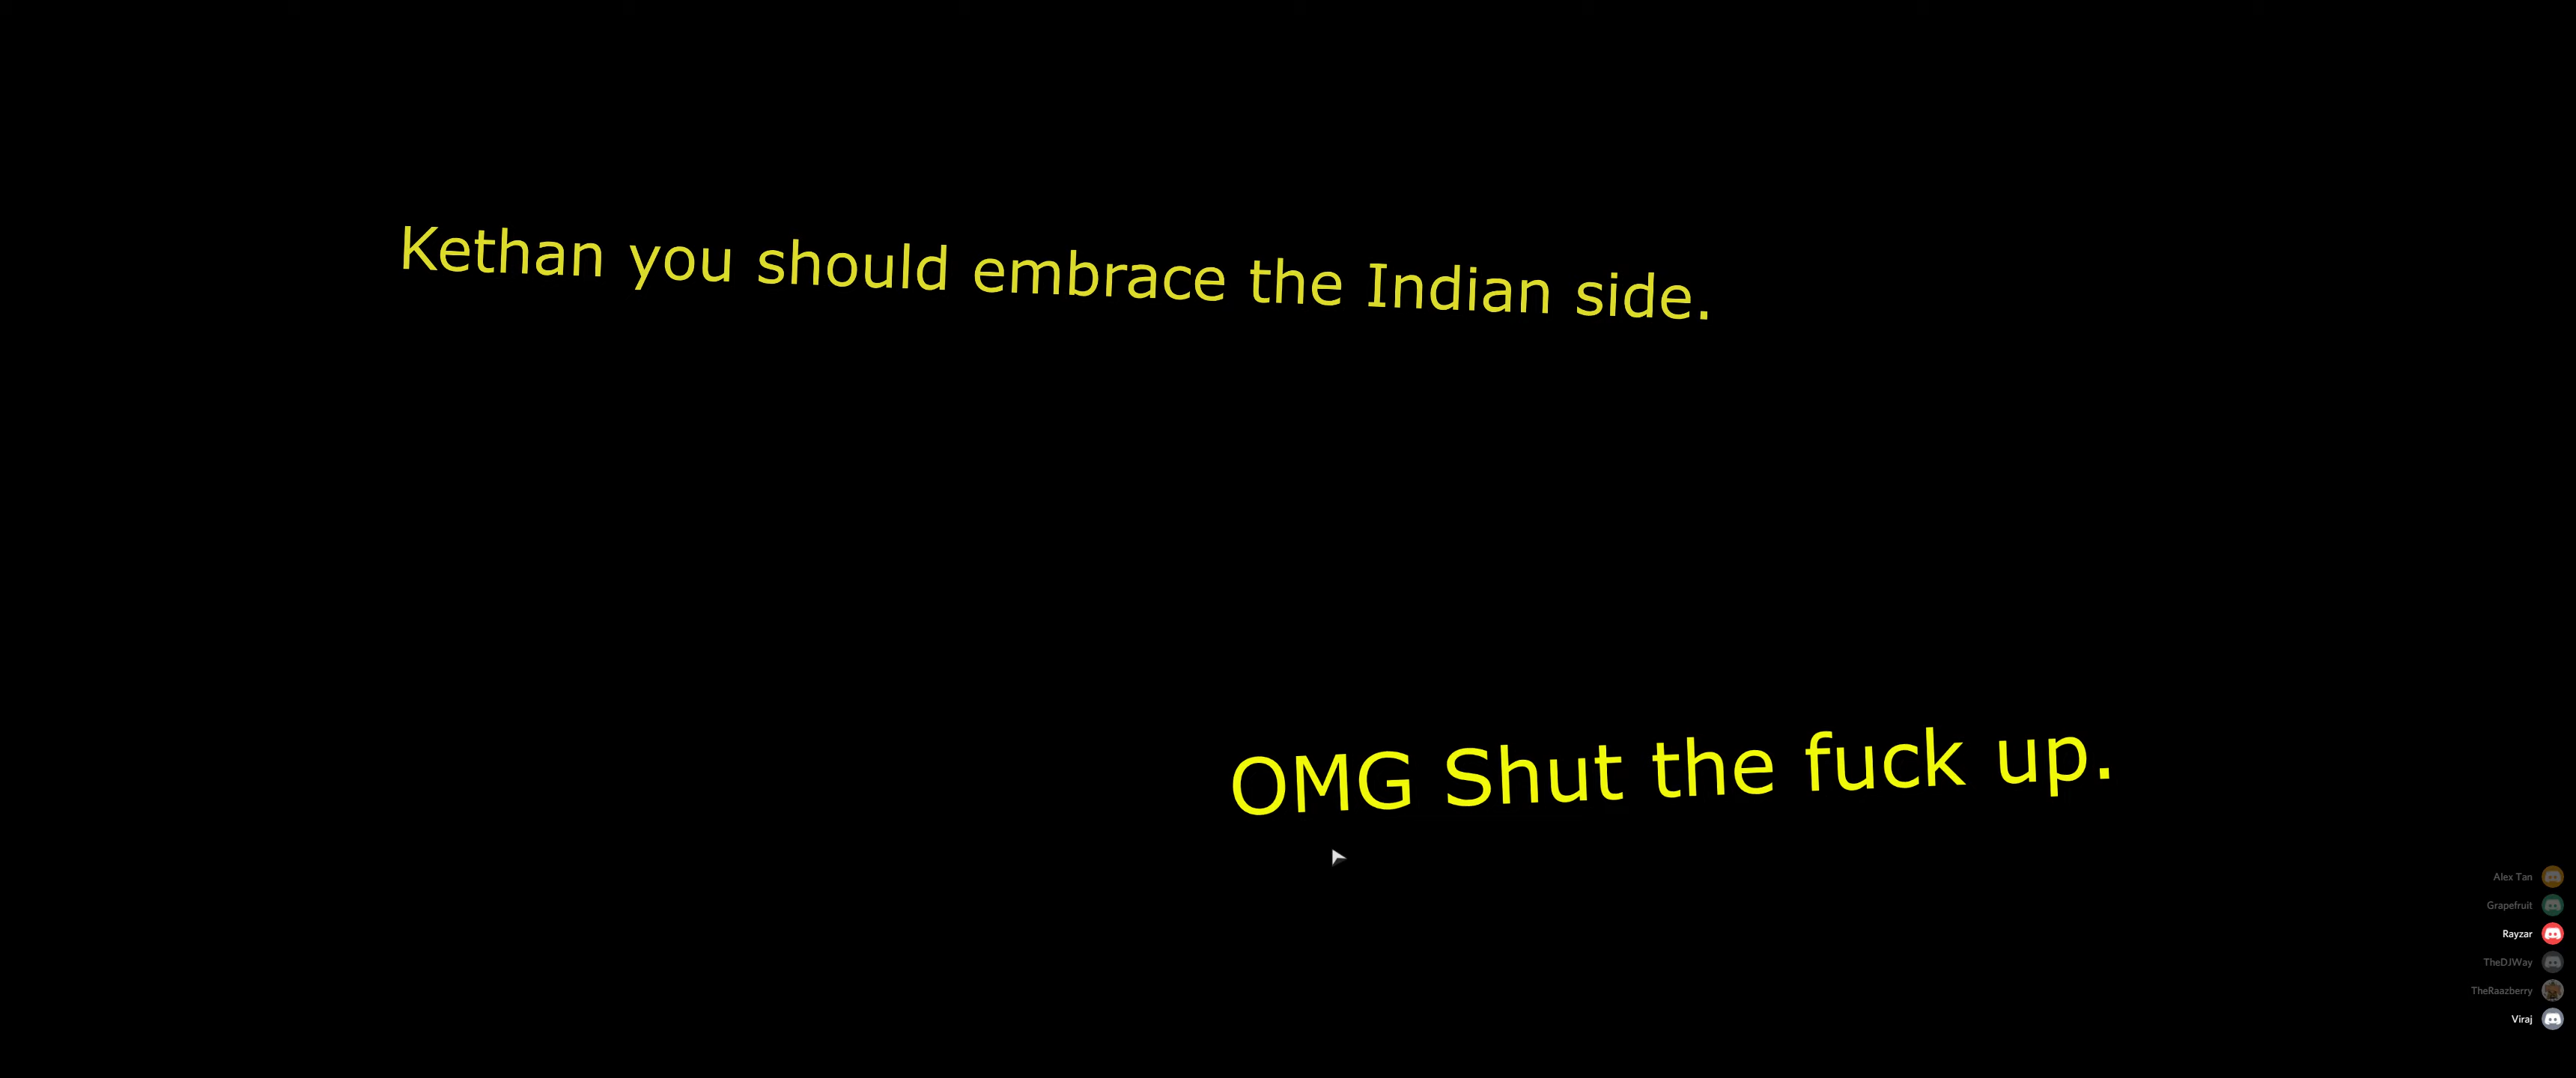 Kethan you should embrace the Indian side.
OMG Shut the fuck up.
Alex Tan
Grapefruit
Rayzar
TheDJWay
TheRaazberry
Viraj